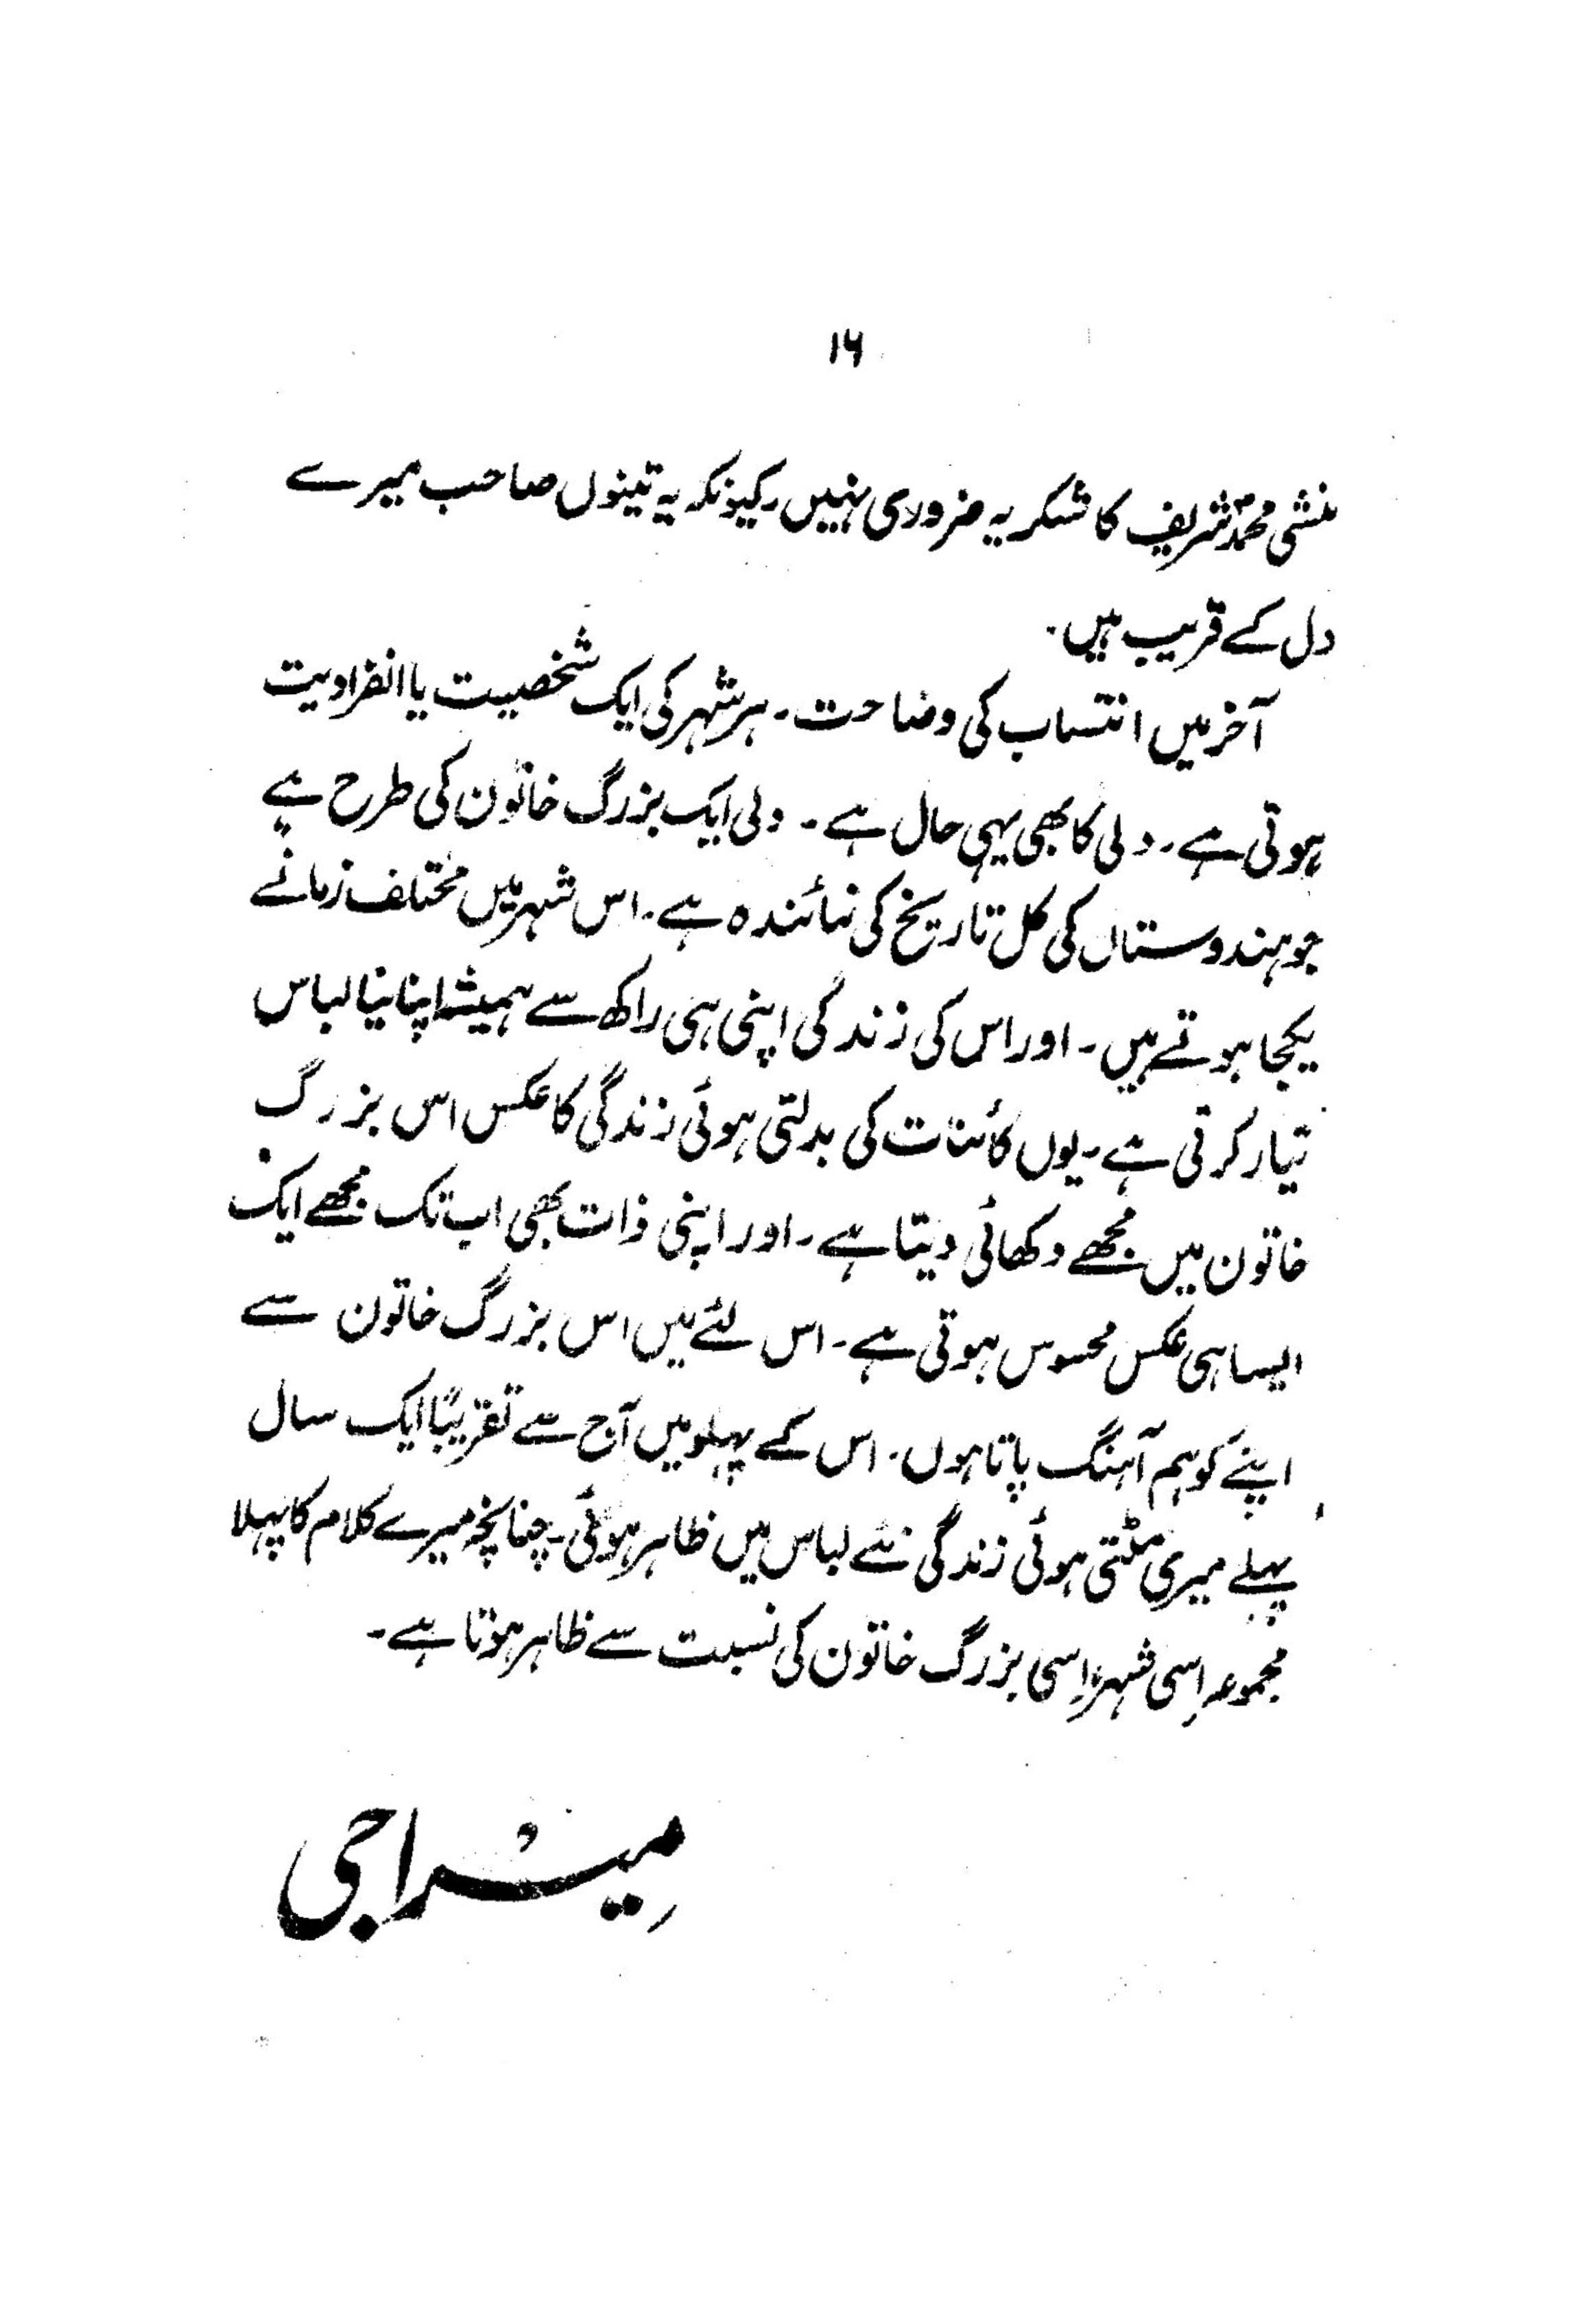 ۱۶
منشی محمد شریف کا شکریہ ضروری نہیں۔ کیونکہ یہ تینوں صاحب میرے
دل کے قریب ہیں۔
آخر میں انتساب کی وضاحت۔ ہر شہر کی ایک شخصیت یا انفرادیت
ہوتی ہے۔ دلی کا بھی یہی حال ہے۔ دلی ایک بزرگ خاتون کی طرح ہے
جو ہندوستاں کی کل تاریخ کی نمائندہ ہے۔ اس شہر میں مختلف زمانے
یکجا ہوتے ہیں۔ اور اس کی زندگی اپنی ہی راکھ سے ہمیشہ اپنا نیا لباس
تیار کرتی ہے۔ یوں کائنات کی بدلتی ہوئی زندگی کا عکس اس بزرگ
خاتون میں مجھے دکھائی دیتا ہے۔ اور اپنی ذات بھی اب تک مجھے ایک
ایسا ہی عکس محسوس ہوتی ہے۔ اس لئے میں اس بزرگ خاتون سے
اپنے کو ہم آہنگ پاتا ہوں۔ اس کے پہلو میں آج سے تقریباً ایک سال
پہلے میری مٹتی ہوئی زندگی نئے لباس میں ظاہر ہوئی۔ چنانچہ میرے کلام کا پہلا
مجموعہ اِسی شہر، اِسی بزرگ خاتون کی نسبت سے ظاہر ہوتا ہے۔
میراجی